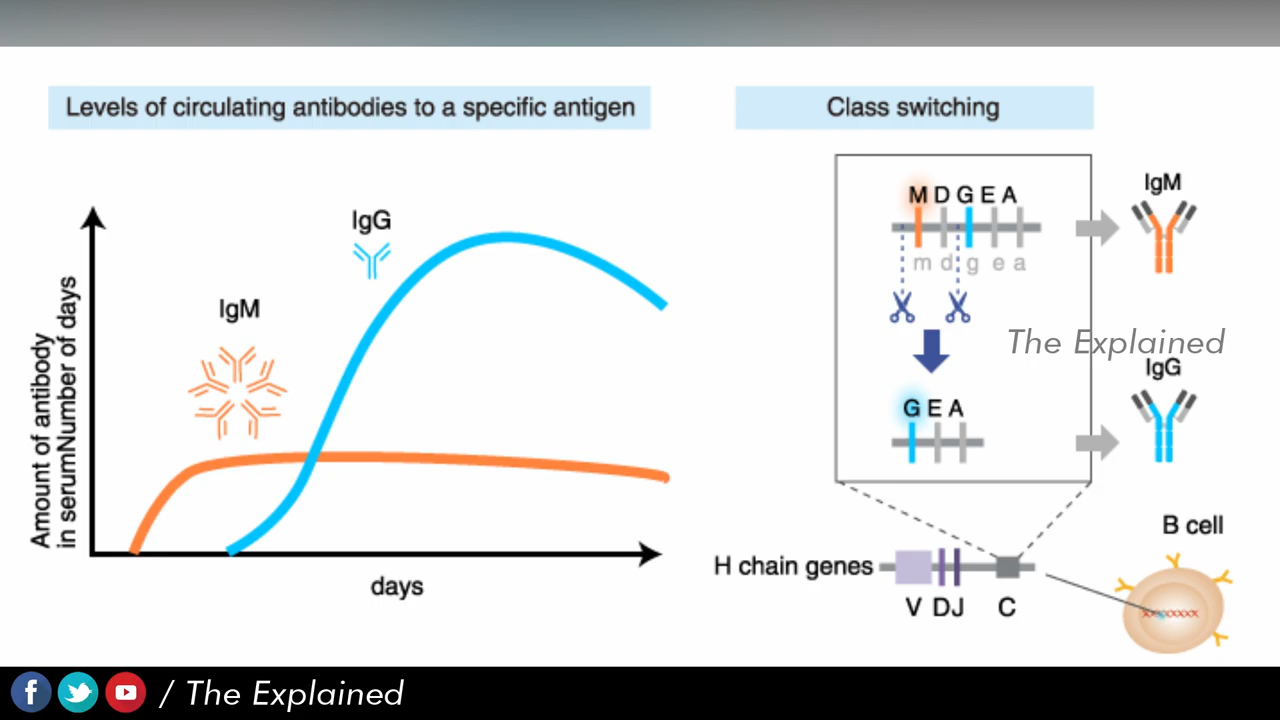 Levels of circulating antibodies to a specific antigen
Class switching
IgG
IgM
Amount of antibody
in serumNumber of days
days
M D G E A
m d g e a
IgM
The Explained
IgG
G E A
B cell
H chain genes
V DJ C
/ The Explained